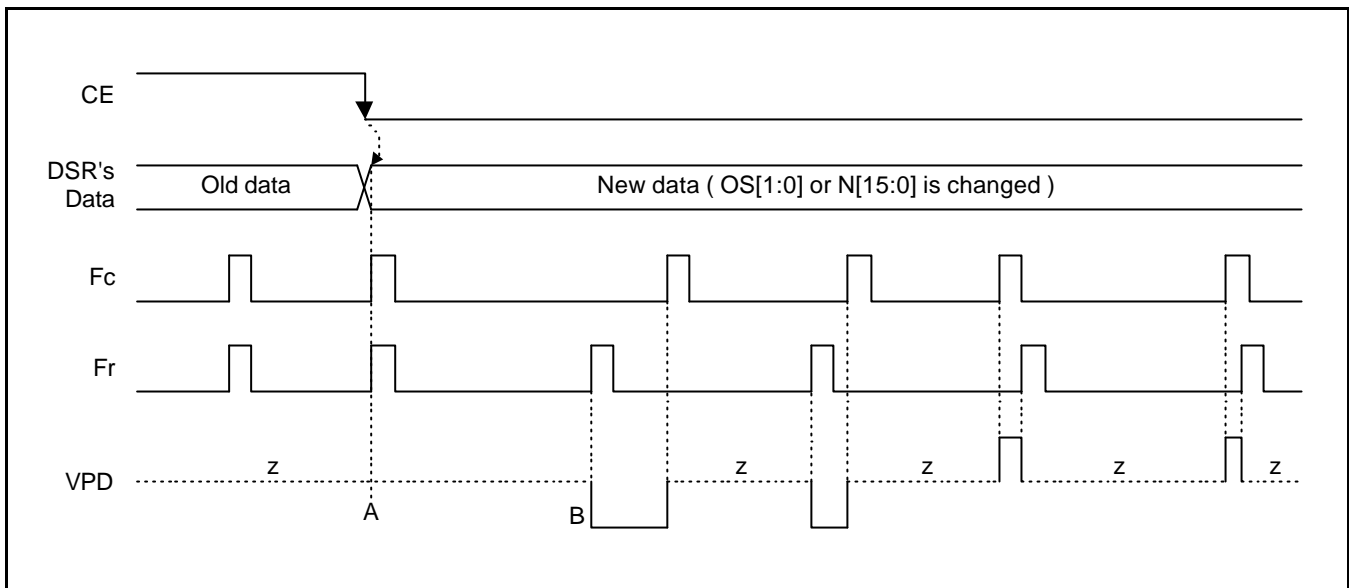 CE
DSR's
Data
Old data
New data ( OS[1:0] or N[15:0] is changed )
Fc
Fr
VPD
z
z
z
z
z
A
B